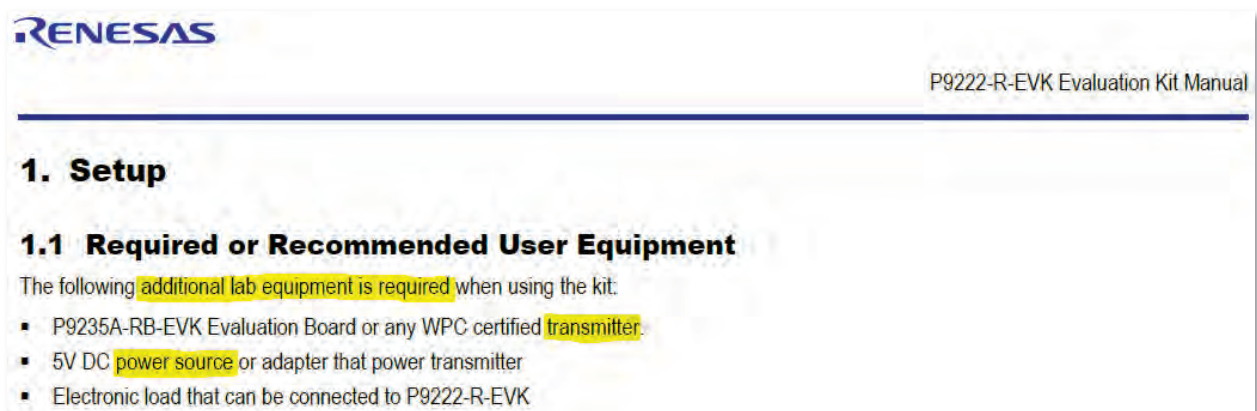 RENESAS
P9222-R-EVK Evaluation Kit Manual
1. Setup
1.1 Required or Recommended User Equipment
The following additional lab equipment is required when using the kit:
▪ P9235A-RB-EVK Evaluation Board or any WPC certified transmitter.
▪ 5V DC power source or adapter that power transmitter
▪ Electronic load that can be connected to P9222-R-EVK